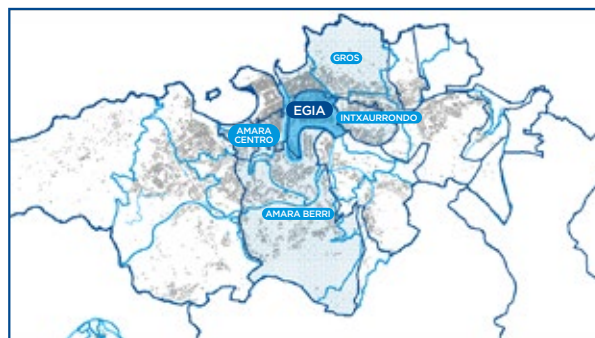 GROS
EGIA
INTXAURRONDO
AMARA
CENTRO
AMARA BERRI